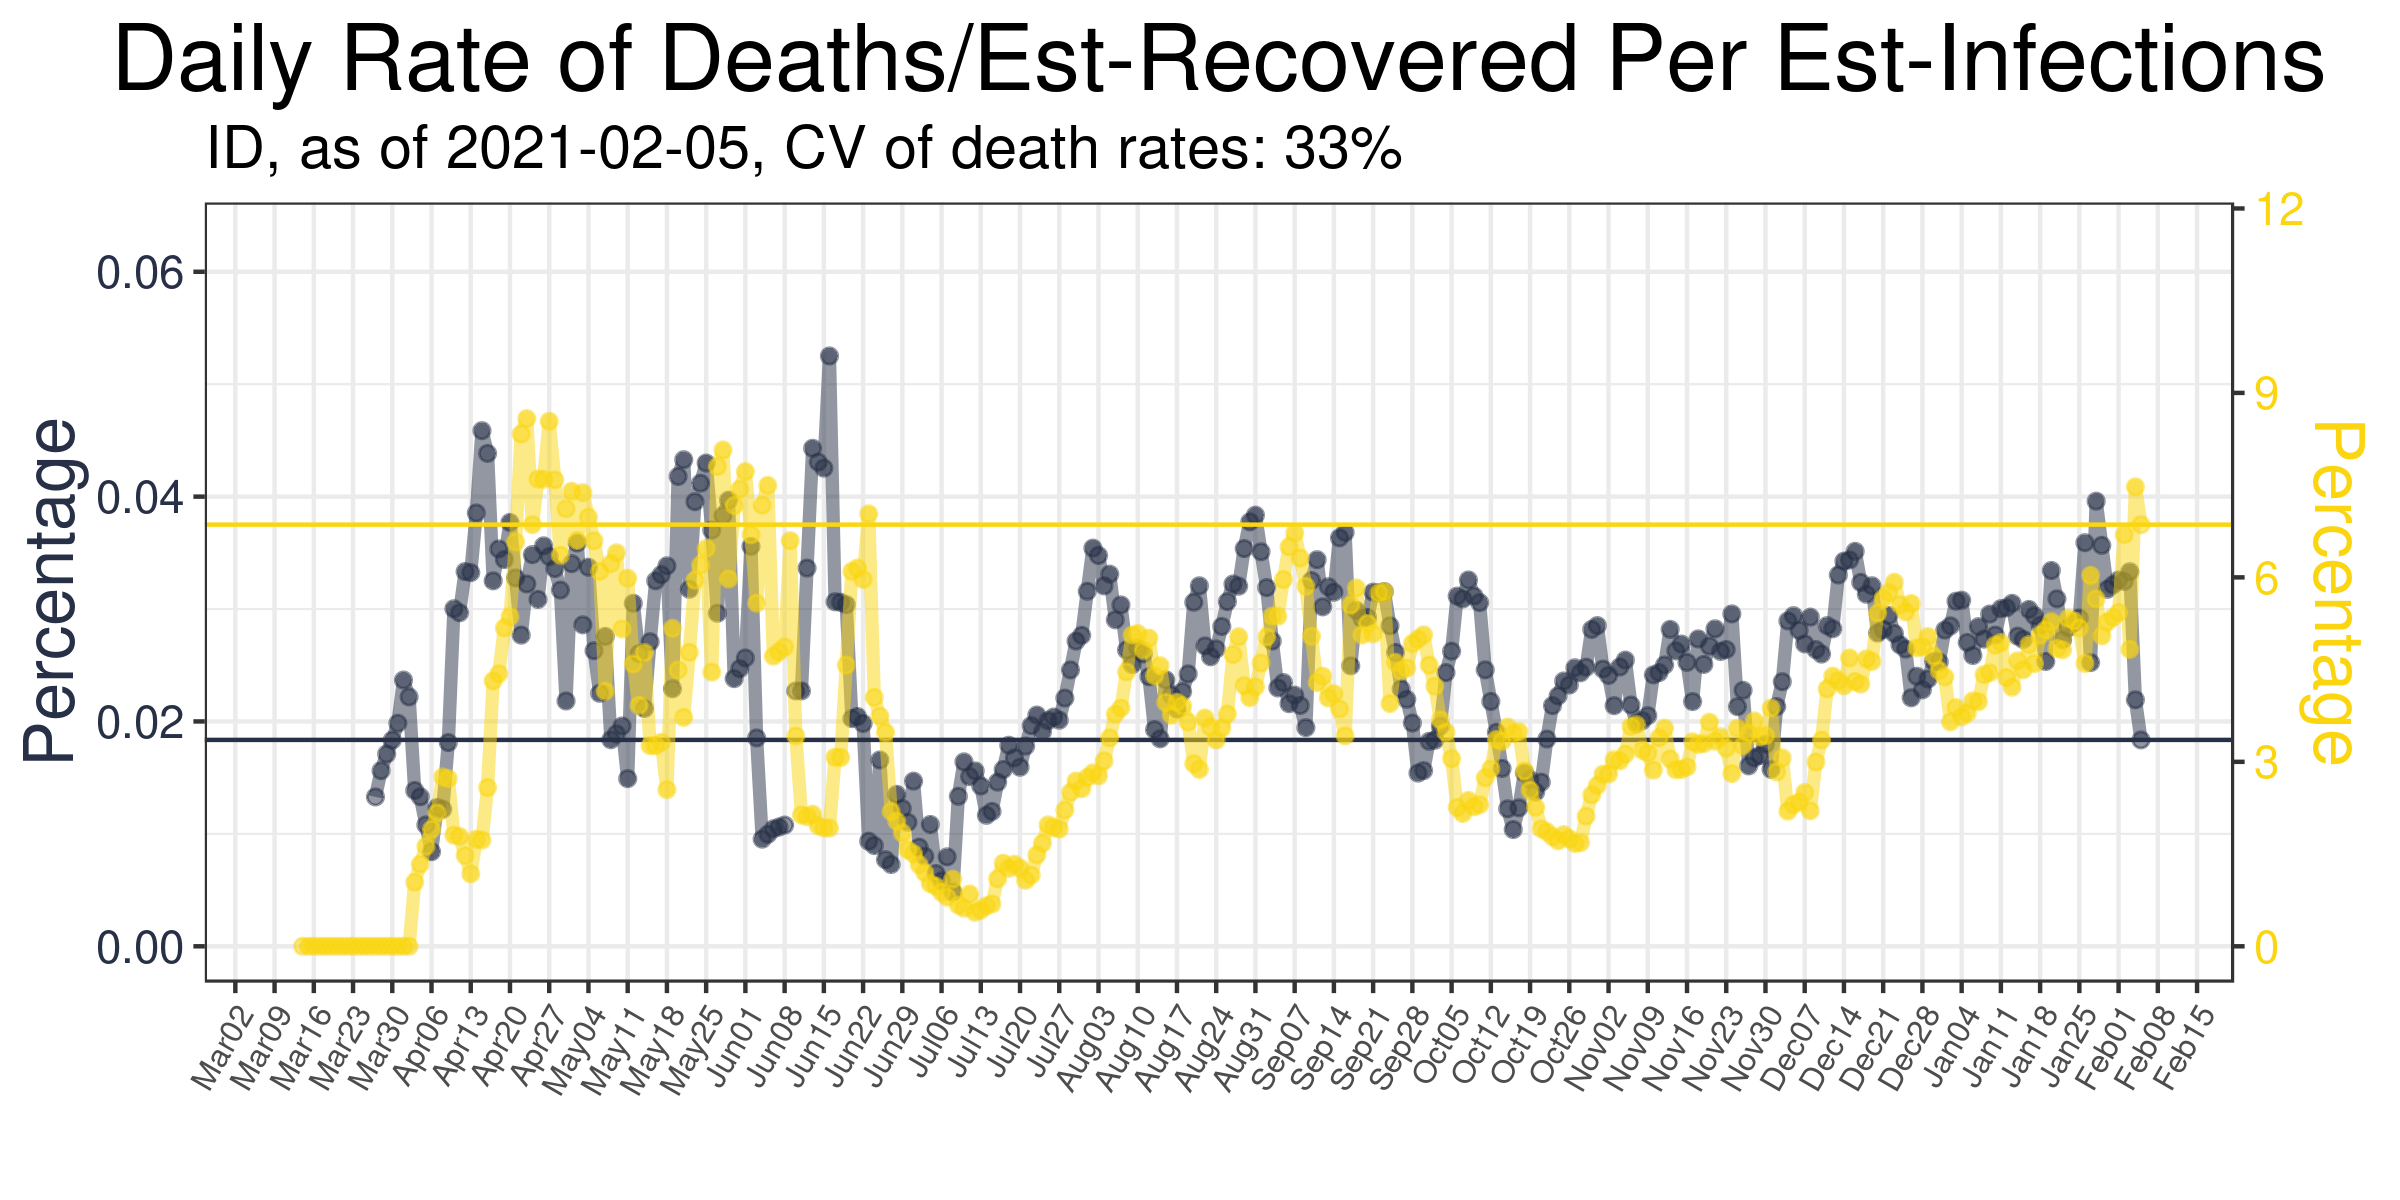 Daily Rate of Deaths/Est-Recovered Per Est-Infections
ID, as of 2021-02-05, CV of death rates: 33%
Percentage
0.06
0.04
0.02
0.00
12
9
6
3
0
Percentage
Mar02
Mar09
Mar16
Mar23
Mar30
Apr06
Apr13
Apr20
Apr27
May04
May11
May18
May25
Jun01
Jun08
Jun15
Jun22
Jun29
Jul06
Jul13
Jul20
Jul27
Aug03
Aug10
Aug17
Aug24
Aug31
Sep07
Sep14
Sep21
Sep28
Oct05
Oct12
Oct19
Oct26
Nov02
Nov09
Nov16
Nov23
Nov30
Dec07
Dec14
Dec21
Dec28
Jan04
Jan11
Jan18
Jan25
Feb01
Feb08
Feb15